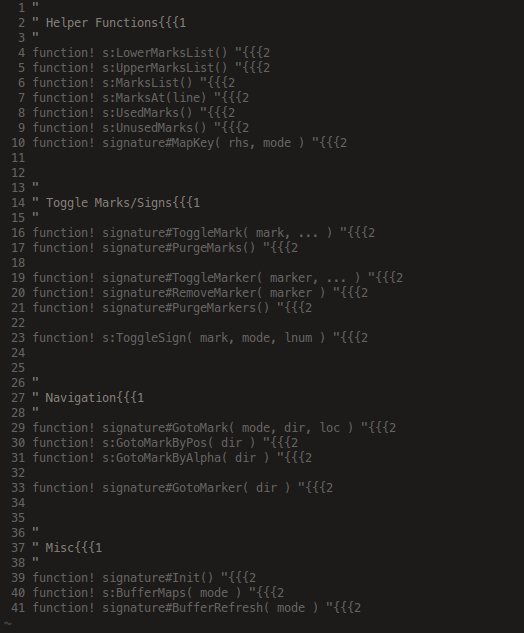 1 "
2 " Helper Functions{{{1
3 "
4 function! s:LowerMarksList() "{{{2
5 function! s:UpperMarksList() "{{{2
6 function! s:MarksList() "{{{2
7 function! s:MarksAt(line) "{{{2
8 function! s:UsedMarks() "{{{2
9 function! s:UnusedMarks() "{{{2
10 function! signature#MapKey( rhs, mode ) "{{{2
11
12
13 "
14 " Toggle Marks/Signs{{{1
15 "
16 function! signature#ToggleMark( mark, ... ) "{{{2
17 function! signature#PurgeMarks() "{{{2
18
19 function! signature#ToggleMarker( marker, ... ) "{{{2
20 function! signature#RemoveMarker( marker ) "{{{2
21 function! signature#PurgeMarkers() "{{{2
22
23 function! s:ToggleSign( mark, mode, lnum ) "{{{2
24
25
26 "
27 " Navigation{{{1
28 "
29 function! signature#GotoMark( mode, dir, loc ) "{{{2
30 function! s:GotoMarkByPos( dir ) "{{{2
31 function! s:GotoMarkByAlpha( dir ) "{{{2
32
33 function! signature#GotoMarker( dir ) "{{{2
34
35
36 "
37 " Misc{{{1
38 "
39 function! signature#Init() "{{{2
40 function! s:BufferMaps( mode ) "{{{2
41 function! signature#BufferRefresh( mode ) "{{{2
~